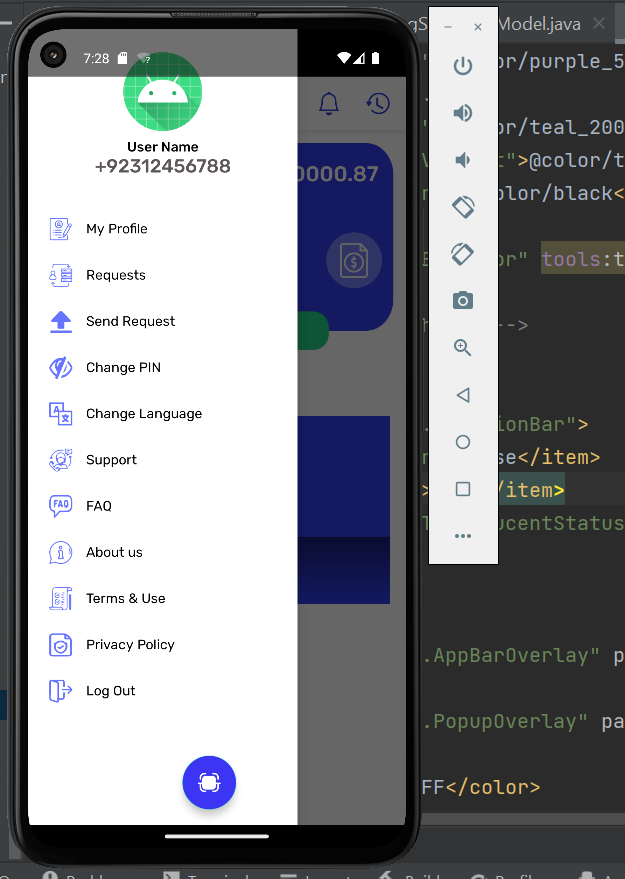 gS
Model.java
7:28
?
or/purple_5
User Name
+92312456788
0000.87
or/teal_200
t">@color/t
olor/black<
My Profile
Requests
or" tools:t
Send Request
-->
Change PIN
Change Language
ionBar">
Support
se</item>
/item>
FAQ
FAQ
ucentStatus
About us
Terms & Use
Privacy Policy
.AppBarOverlay" p
Log Out
.PopupOverlay" pa
FF</color>